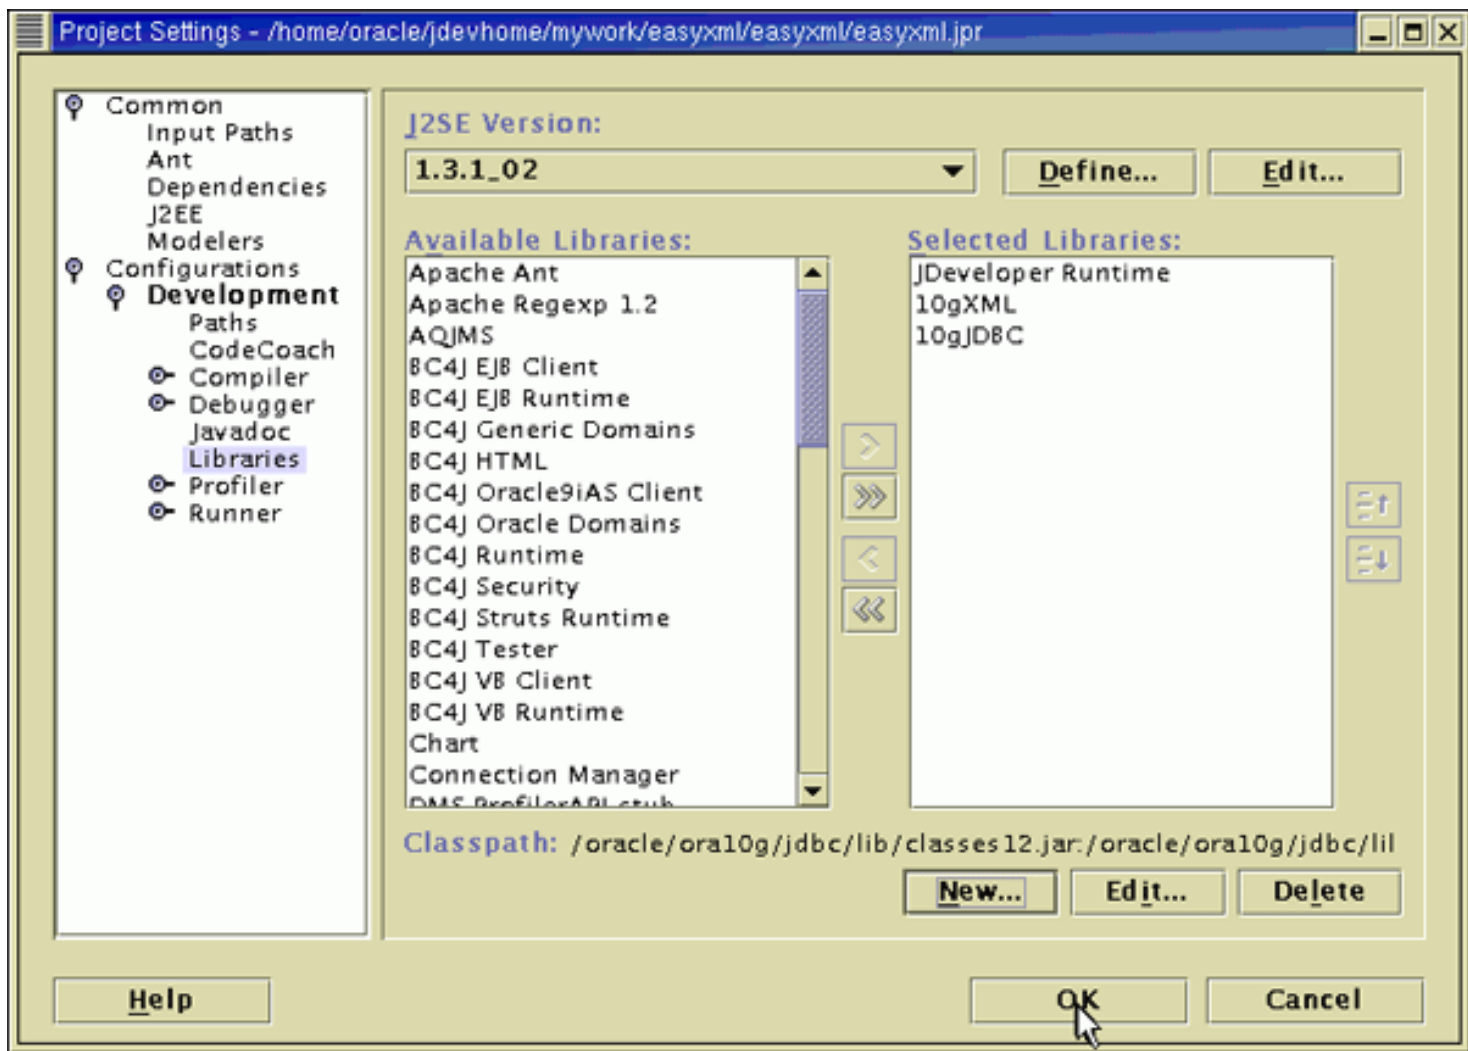 Project Settings - /home/oracle/jdevhome/mywork/easyxml/easyxml/easyxml.jpr
Common
Input Paths
Ant
Dependencies
J2EE
Modelers
Configurations
Development
Paths
CodeCoach
Compiler
Debugger
Javadoc
Libraries
Profiler
Runner
J2SE Version:
1.3.1_02
Define...
Edit...
Available Libraries:
Apache Ant
Apache Regexp 1.2
AQJMS
BC4J EJB Client
BC4J EJB Runtime
BC4J Generic Domains
BC4J HTML
BC4J Oracle9iAS Client
BC4J Oracle Domains
BC4J Runtime
BC4J Security
BC4J Struts Runtime
BC4J Tester
BC4J VB Client
BC4J VB Runtime
Chart
Connection Manager
DMS ProfilerAPI stub
Selected Libraries:
JDeveloper Runtime
10gXML
10gJDBC
Classpath: /oracle/ora10g/jdbc/lib/classes12.jar:/oracle/ora10g/jdbc/lil
New...
Edit...
Delete
Help
OK
Cancel